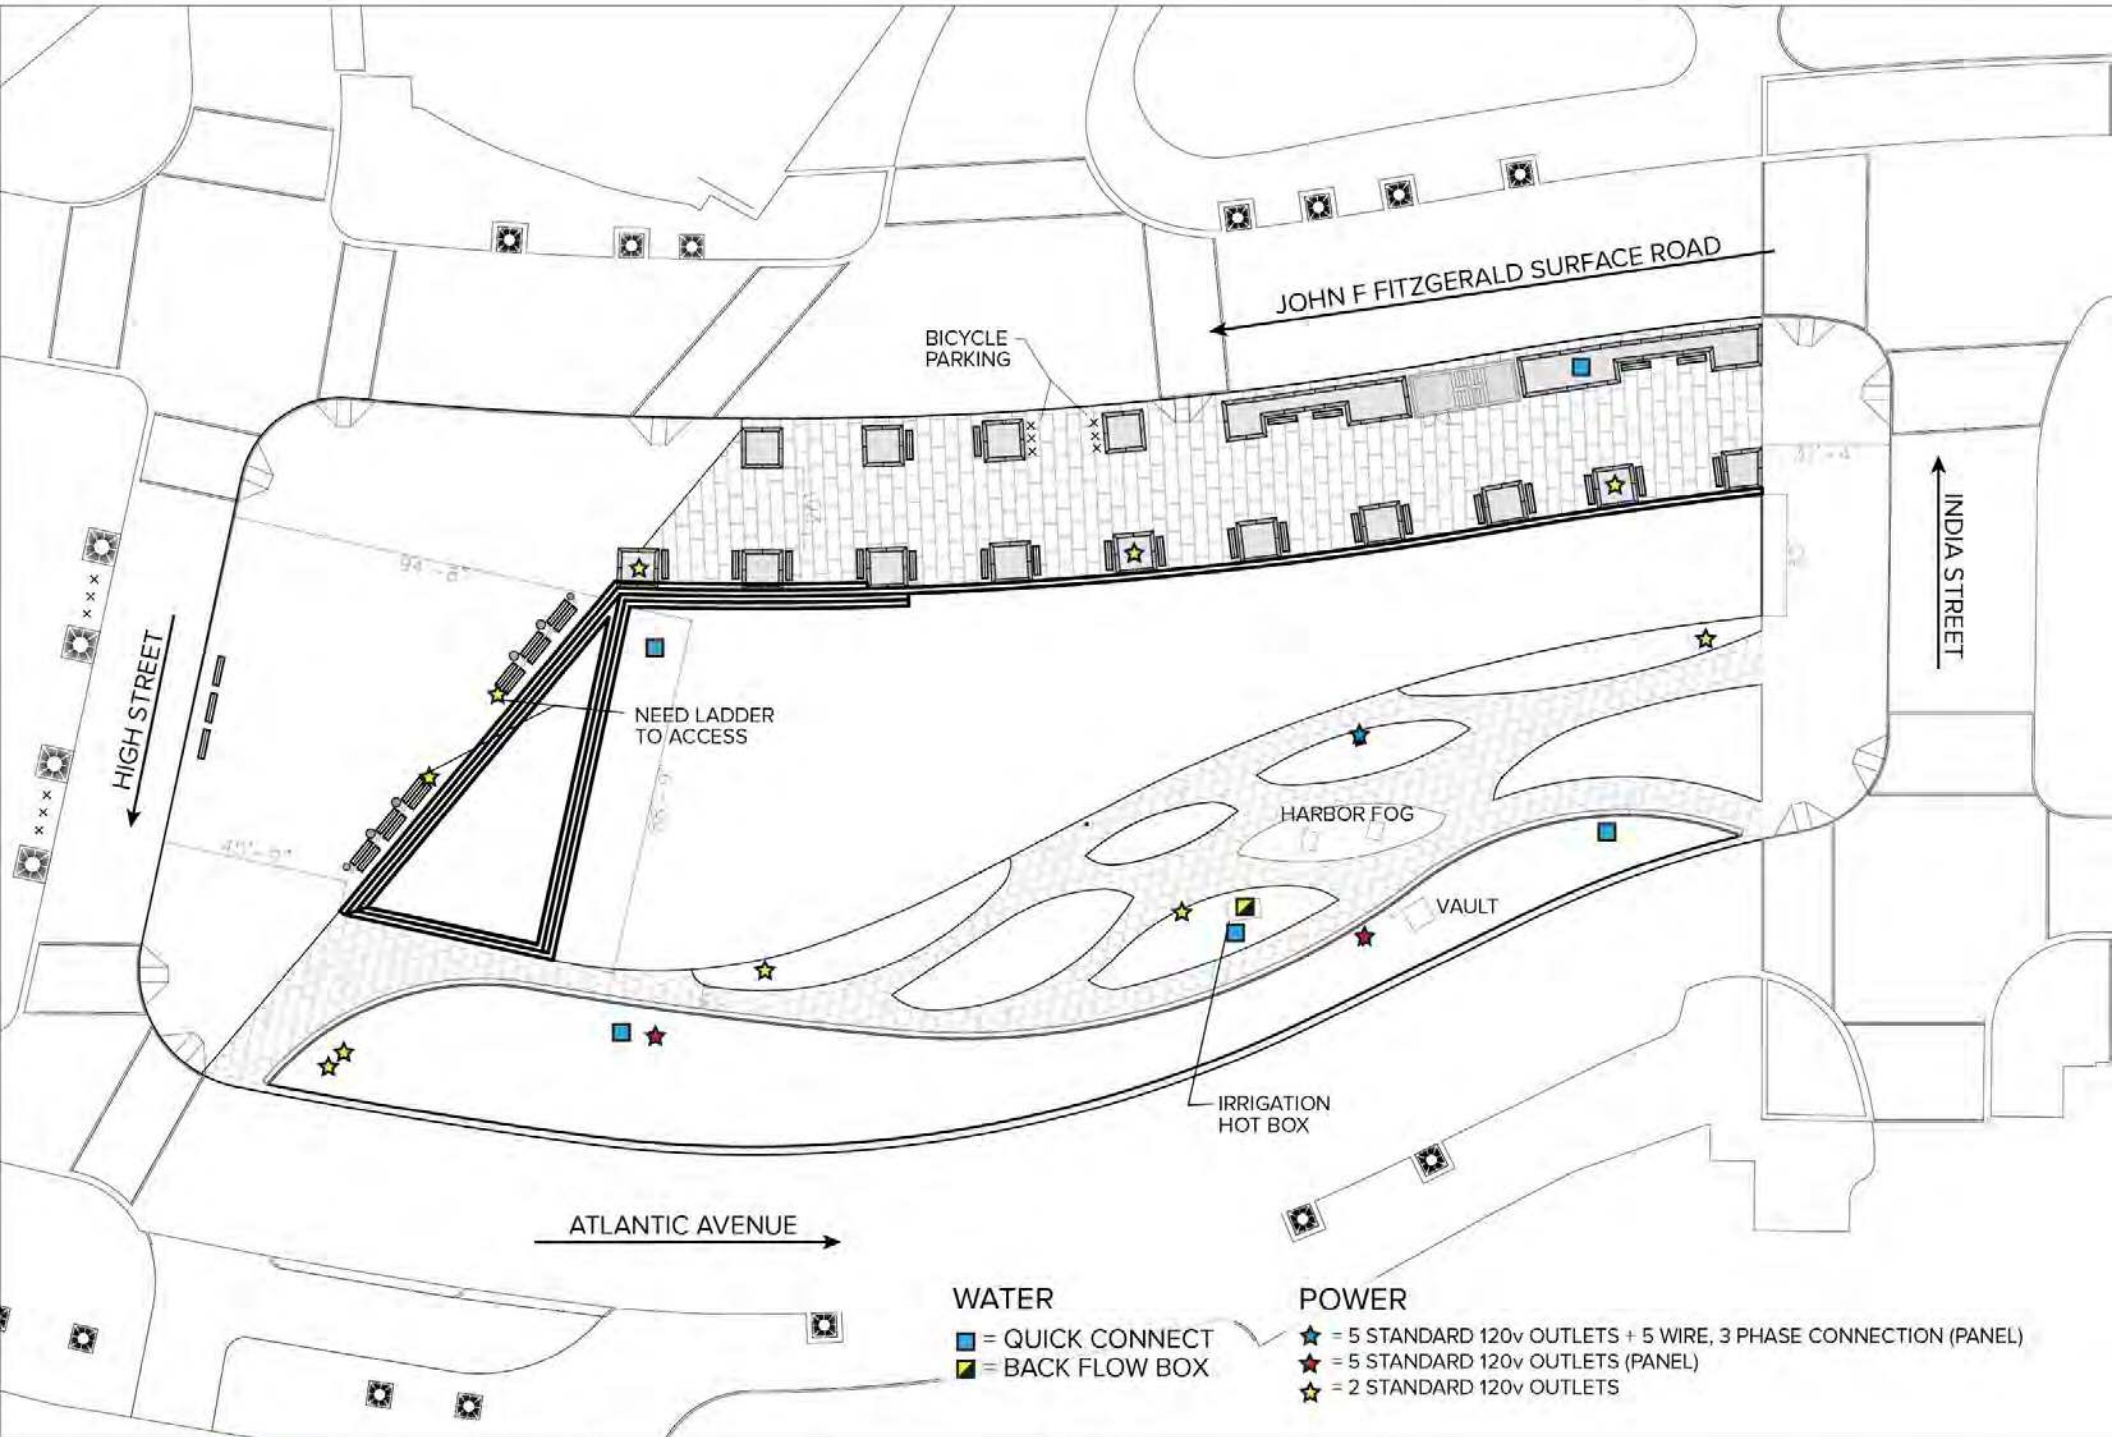 JOHN F FITZGERALD SURFACE ROAD
BICYCLE
PARKING
INDIA STREET
94'-8"
HIGH STREET
NEED LADDER
TO ACCESS
HARBOR FOG
VAULT
IRRIGATION
HOT BOX
ATLANTIC AVENUE
WATER
= QUICK CONNECT
= BACK FLOW BOX
POWER
= 5 STANDARD 120v OUTLETS + 5 WIRE, 3 PHASE CONNECTION (PANEL)
= 5 STANDARD 120v OUTLETS (PANEL)
= 2 STANDARD 120v OUTLETS